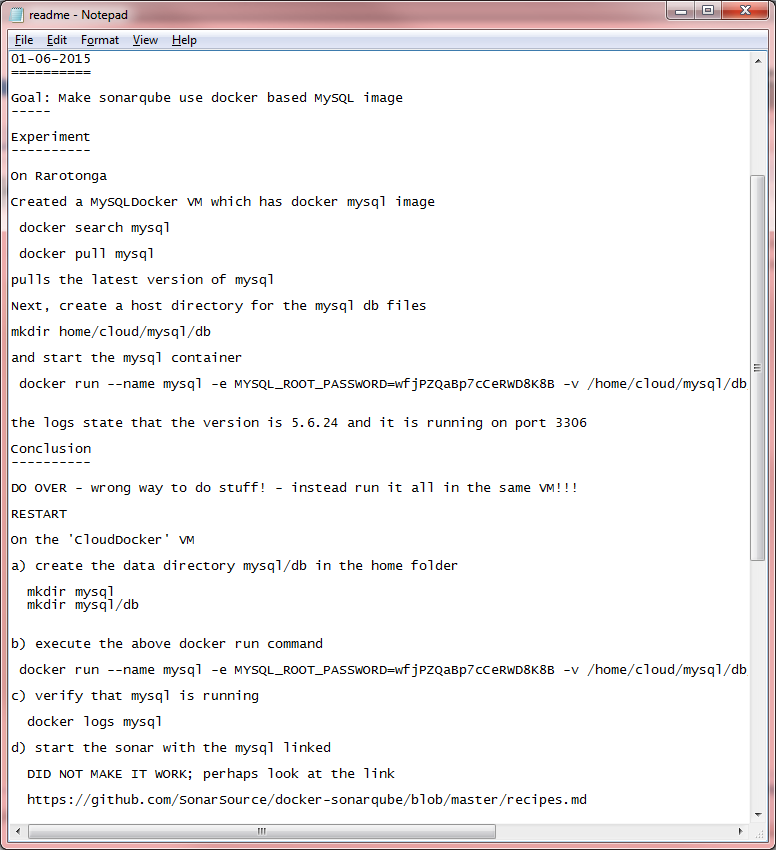 readme - Notepad
File Edit Format View Help
01-06-2015
==========
Goal: Make sonarqube use docker based MySQL image
-----
Experiment
----------
On Rarotonga
Created a MySQLDocker VM which has docker mysql image
docker search mysql
docker pull mysql
pulls the latest version of mysql
Next, create a host directory for the mysql db files
mkdir home/cloud/mysql/db
and start the mysql container
docker run --name mysql -e MYSQL_ROOT_PASSWORD=wfjPZQaBp7cCeRWD8K8B -v /home/cloud/mysql/db
the logs state that the version is 5.6.24 and it is running on port 3306
Conclusion
----------
DO OVER - wrong way to do stuff! - instead run it all in the same VM!!!
RESTART
On the 'CloudDocker' VM
a) create the data directory mysql/db in the home folder
mkdir mysql
mkdir mysql/db
b) execute the above docker run command
docker run --name mysql -e MYSQL_ROOT_PASSWORD=wfjPZQaBp7cCeRWD8K8B -v /home/cloud/mysql/db
c) verify that mysql is running
docker logs mysql
d) start the sonar with the mysql linked
DID NOT MAKE IT WORK; perhaps look at the link
https://github.com/SonarSource/docker-sonarqube/blob/master/recipes.md